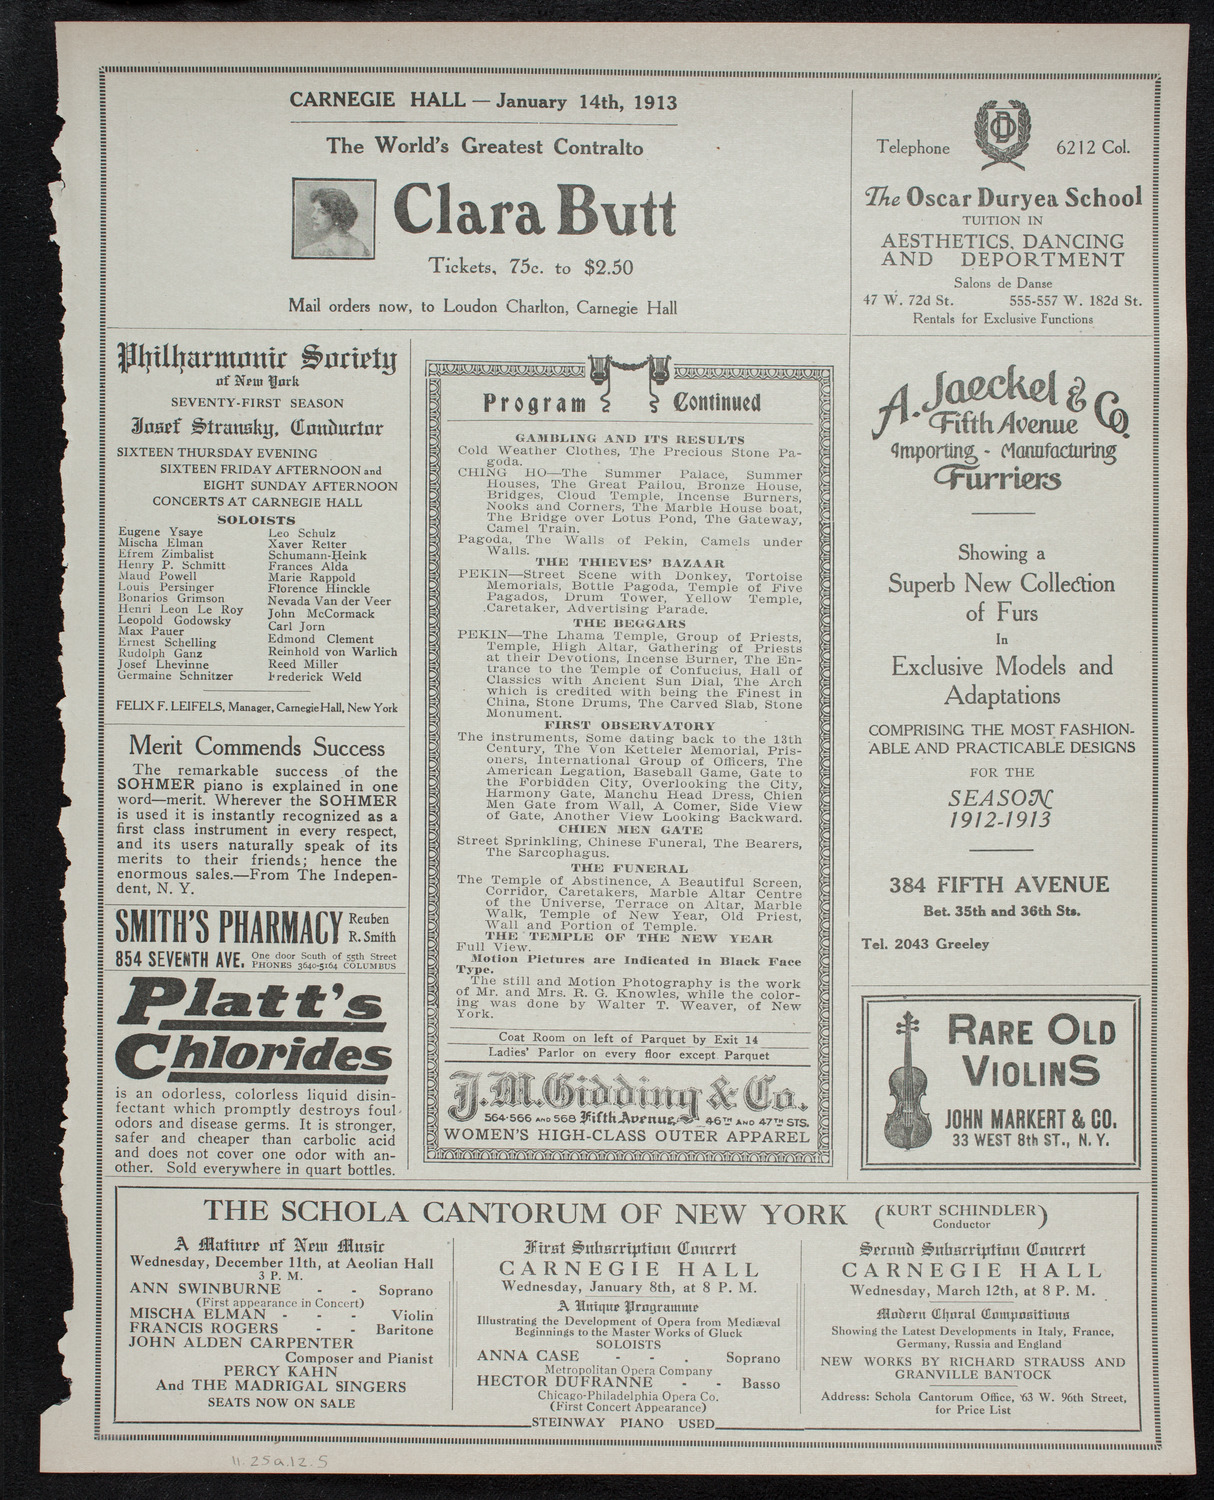 CARNEGIE HALL — January 14th, 1913
The World's Greatest Contralto
Clara Butt
Tickets, 75c. to $2.50
Mail orders now, to Loudon Charlton, Carnegie Hall
Telephone 6212 Col.
The Oscar Duryea School
TUITION IN
AESTHETICS, DANCING
AND DEPORTMENT
Salons de Danse
47 W. 72d St. 555-557 W. 182d St.
Rentals for Exclusive Functions
Philharmonic Society
of New York
SEVENTY-FIRST SEASON
Josef Stransky, Conductor
SIXTEEN THURSDAY EVENING
SIXTEEN FRIDAY AFTERNOON and
EIGHT SUNDAY AFTERNOON
CONCERTS AT CARNEGIE HALL
SOLOISTS
Eugene Ysaye
Mischa Elman
Efrem Zimbalist
Henry P. Schmitt
Maud Powell
Louis Persinger
Bonarios Grimson
Henri Leon Le Roy
Leopold Godowsky
Max Pauer
Ernest Schelling
Rudolph Ganz
Josef Lhevinne
Germaine Schnitzer
Leo Schulz
Xaver Reiter
Schumann-Heink
Frances Alda
Marie Rappold
Florence Hinckle
Nevada Van der Veer
John McCormack
Carl Jorn
Edmond Clement
Reinhold von Warlich
Reed Miller
Frederick Weld
FELIX F. LEIFELS, Manager, Carnegie Hall, New York
Merit Commends Success
The remarkable success of the
SOHMER piano is explained in one
word—merit. Wherever the SOHMER
is used it is instantly recognized as a
first class instrument in every respect,
and its users naturally speak of its
merits to their friends; hence the
enormous sales.—From The Indepen-
dent, N. Y.
SMITH'S PHARMACY Reuben
R. Smith
854 SEVENTH AVE. One door South of 55th Street
PHONES 3640-5164 COLUMBUS
Platt's
Chlorides
is an odorless, colorless liquid disin-
fectant which promptly destroys foul
odors and disease germs. It is stronger,
safer and cheaper than carbolic acid
and does not cover one odor with an-
other. Sold everywhere in quart bottles.
Program Continued
GAMBLING AND ITS RESULTS
Cold Weather Clothes, The Precious Stone Pa-
goda.
CHING HO—The Summer Palace, Summer
Houses, The Great Pailou, Bronze House,
Bridges, Cloud Temple, Incense Burners,
Nooks and Corners, The Marble House boat,
The Bridge over Lotus Pond, The Gateway,
Camel Train.
Pagoda, The Walls of Pekin, Camels under
Walls.
THE THIEVES' BAZAAR
PEKIN—Street Scene with Donkey, Tortoise
Memorials, Bottle Pagoda, Temple of Five
Pagados, Drum Tower, Yellow Temple,
Caretaker, Advertising Parade.
THE BEGGARS
PEKIN—The Lhama Temple, Group of Priests,
Temple, High Altar, Gathering of Priests
at their Devotions, Incense Burner, The En-
trance to the Temple of Confucius, Hall of
Classics with Ancient Sun Dial, The Arch
which is credited with being the Finest in
China, Stone Drums, The Carved Slab, Stone
Monument.
FIRST OBSERVATORY
The instruments, Some dating back to the 13th
Century, The Von Ketteler Memorial, Pris-
oners, International Group of Officers, The
American Legation, Baseball Game, Gate to
the Forbidden City, Overlooking the City,
Harmony Gate, Manchu Head Dress, Chien
Men Gate from Wall, A Comer, Side View
of Gate, Another View Looking Backward.
CHIEN MEN GATE
Street Sprinkling, Chinese Funeral, The Bearers,
The Sarcophagus.
THE FUNERAL
The Temple of Abstinence, A Beautiful Screen,
Corridor, Caretakers, Marble Altar Centre
of the Universe, Terrace on Altar, Marble
Walk, Temple of New Year, Old Priest,
Wall and Portion of Temple.
THE TEMPLE OF THE NEW YEAR
Full View.
Motion Pictures are Indicated in Black Face
Type.
The still and Motion Photography is the work
of Mr. and Mrs. R. G. Knowles, while the color-
ing was done by Walter T. Weaver, of New
York.
Coat Room on left of Parquet by Exit 14
Ladies' Parlor on every floor except Parquet
J. M. Gidding & Co.
564-566 AND 568 Fifth Avenue, 46TH AND 47TH STS.
WOMEN'S HIGH-CLASS OUTER APPAREL
A. Jaeckel & Co.
Fifth Avenue
Importing - Manufacturing
Furriers
Showing a
Superb New Collection
of Furs
In
Exclusive Models and
Adaptations
COMPRISING THE MOST FASHION-
ABLE AND PRACTICABLE DESIGNS
FOR THE
SEASON
1912-1913
384 FIFTH AVENUE
Bet. 35th and 36th Sts.
Tel. 2043 Greeley
RARE OLD
VIOLINS
JOHN MARKERT & CO.
33 WEST 8th ST., N. Y.
THE SCHOLA CANTORUM OF NEW YORK (KURT SCHINDLER)
Conductor
A Matinee of New Music
Wednesday, December 11th, at Aeolian Hall
3 P. M.
ANN SWINBURNE - - Soprano
(First appearance in Concert)
MISCHA ELMAN - - - Violin
FRANCIS ROGERS - - Baritone
JOHN ALDEN CARPENTER
Composer and Pianist
PERCY KAHN
And THE MADRIGAL SINGERS
SEATS NOW ON SALE
First Subscription Concert
CARNEGIE HALL
Wednesday, January 8th, at 8 P. M.
A Unique Programme
Illustrating the Development of Opera from Mediæval
Beginnings to the Master Works of Gluck
SOLOISTS
ANNA CASE - - - Soprano
Metropolitan Opera Company
HECTOR DUFRANNE - - Basso
Chicago-Philadelphia Opera Co.
(First Concert Appearance)
Second Subscription Concert
CARNEGIE HALL
Wednesday, March 12th, at 8 P. M.
Modern Choral Compositions
Showing the Latest Developments in Italy, France,
Germany, Russia and England
NEW WORKS BY RICHARD STRAUSS AND
GRANVILLE BANTOCK
Address: Schola Cantorum Office, 63 W. 96th Street,
for Price List
STEINWAY PIANO USED
11.25a.12.5